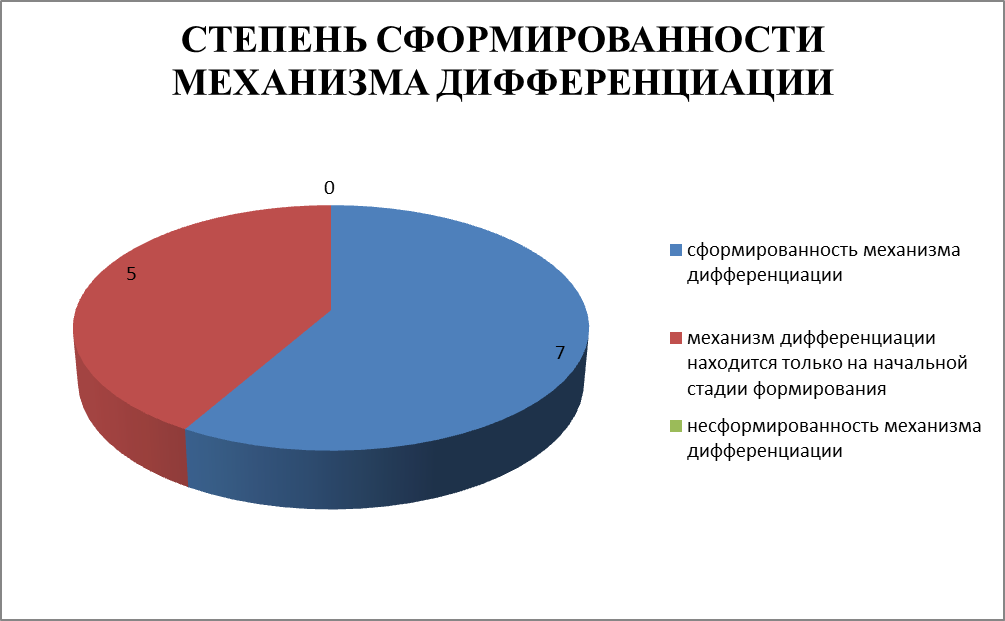 СТЕПЕНЬ СФОРМИРОВАННОСТИ
МЕХАНИЗМА ДИФФЕРЕНЦИАЦИИ
0
5
7
сформированность механизма
дифференциации
механизм дифференциации
находится только на начальной
стадии формирования
несформированность механизма
дифференциации